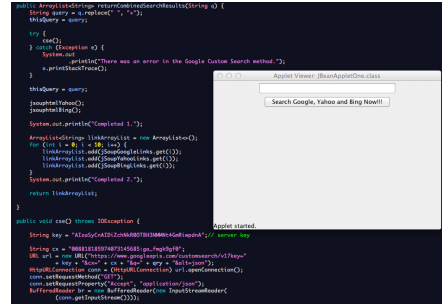 public ArrayList<String> returnCombinedSearchResults(String q) {
String query = q.replace(" ", "+");
thisQuery = query;
try {
cse();
} catch (Exception e) {
System.out
.println("There was an error in the Google Custom Search method.");
e.printStackTrace();
}
thisQuery = query;
jsouphtmlYahoo();
jsouphtmlBing();
System.out.println("Completed 1.");
ArrayList<String> linkArrayList = new ArrayList<>();
for (int i = 0; i < 10; i++) {
linkArrayList.add(jSoupGoogleLinks.get(i));
linkArrayList.add(jSoupYahooLinks.get(i));
linkArrayList.add(jSoupBingLinks.get(i));
}
System.out.println("Completed 2.");
return linkArrayList;
}
public void cse() throws IOException {
String key = // server key
String cx =
URL url = new URL("https://www.googleapis.com/customsearch/v1?key="
+ key + "&cx=" + cx + "&q=" + qry + "&alt=json");
HttpURLConnection conn = (HttpURLConnection) url.openConnection();
conn.setRequestMethod("GET");
conn.setRequestProperty("Accept", "application/json");
BufferedReader br = new BufferedReader(new InputStreamReader(
(conn.getInputStream())));
Applet Viewer: JBeanAppletOne.class
Search Google, Yahoo and Bing Now!!!
Applet started.